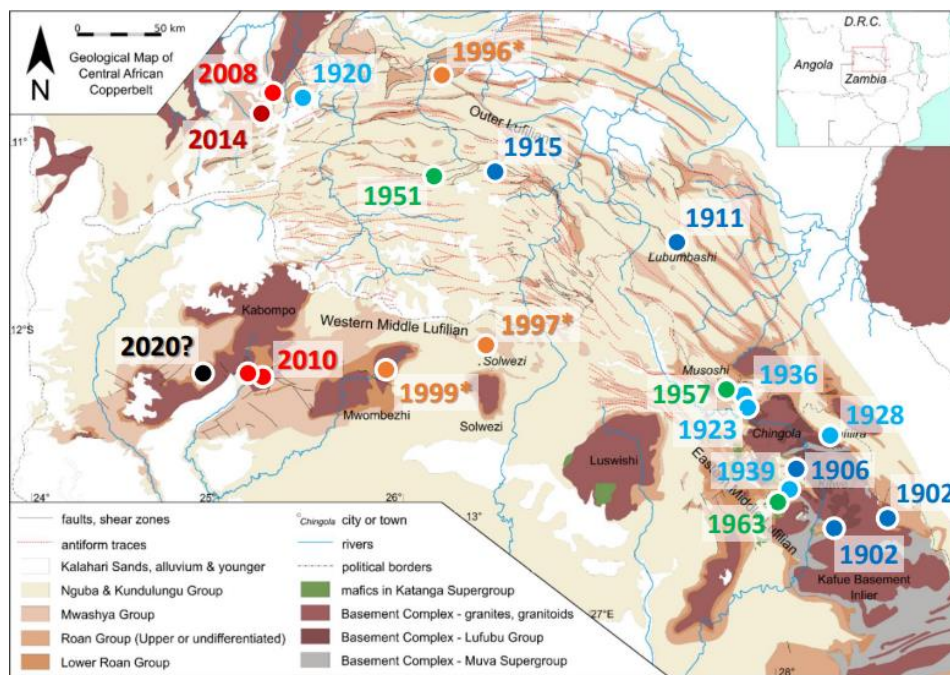 0 50 km
Geological Map of
Central African
Copperbelt
N
D.R.C.
Angola
Zambia
1996*
2008
1920
2014
Outer Lufilian
11°
1915
1951
1911
Lubumbashi
Kabompo
12°S
Western Middle Lufilian
1997*
Solwezi
2020?
2010
1999*
Mwombezhi
Solwezi
Musoshi
1957
1936
1923
1928
Chingola
Luswishi
1939
1906
1902
1963
1902
Kafue Basement
Inlier
24°
25°
26°
13°
27°E
28°
faults, shear zones
antiform traces
Kalahari Sands, alluvium & younger
Nguba & Kundulungu Group
Mwashya Group
Roan Group (Upper or undifferentiated)
Lower Roan Group
Chingola city or town
rivers
political borders
mafics in Katanga Supergroup
Basement Complex - granites, granitoids
Basement Complex - Lufubu Group
Basement Complex - Muva Supergroup